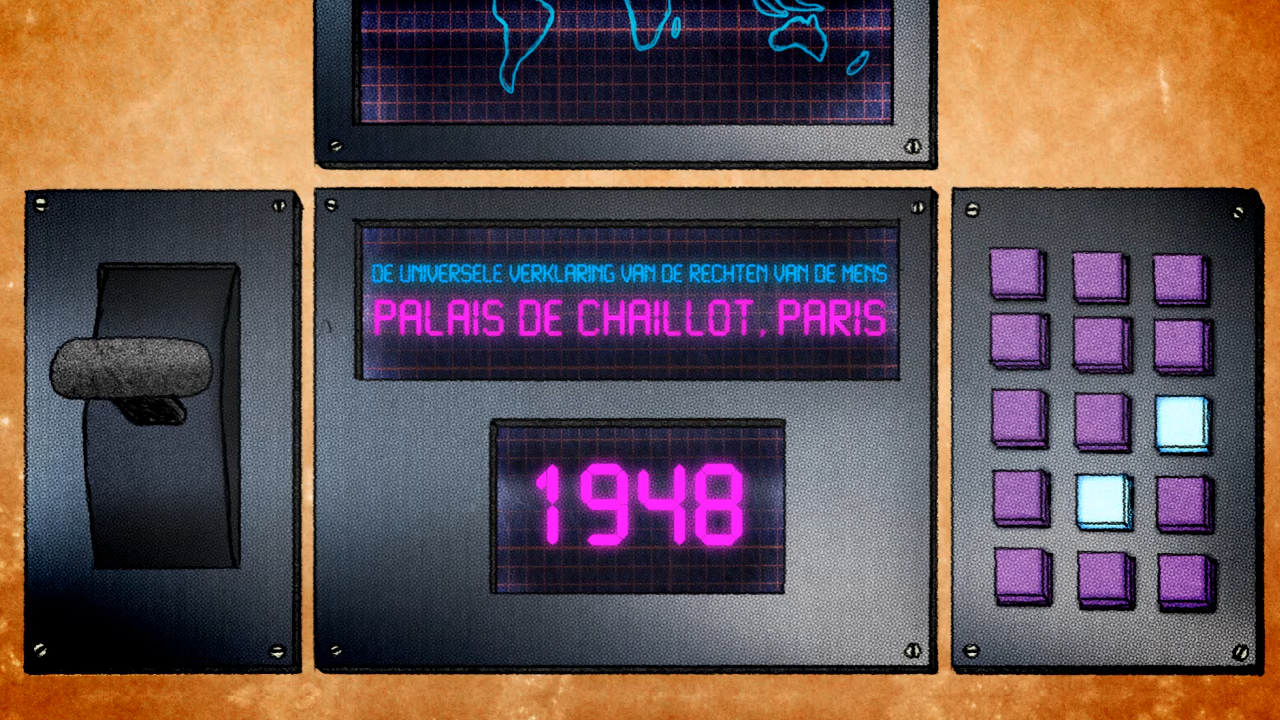 DE UNIVERSELE VERKLARING VAN DE RECHTEN VAN DE MENS
PALAIS DE CHAILLOT, PARIS
1948